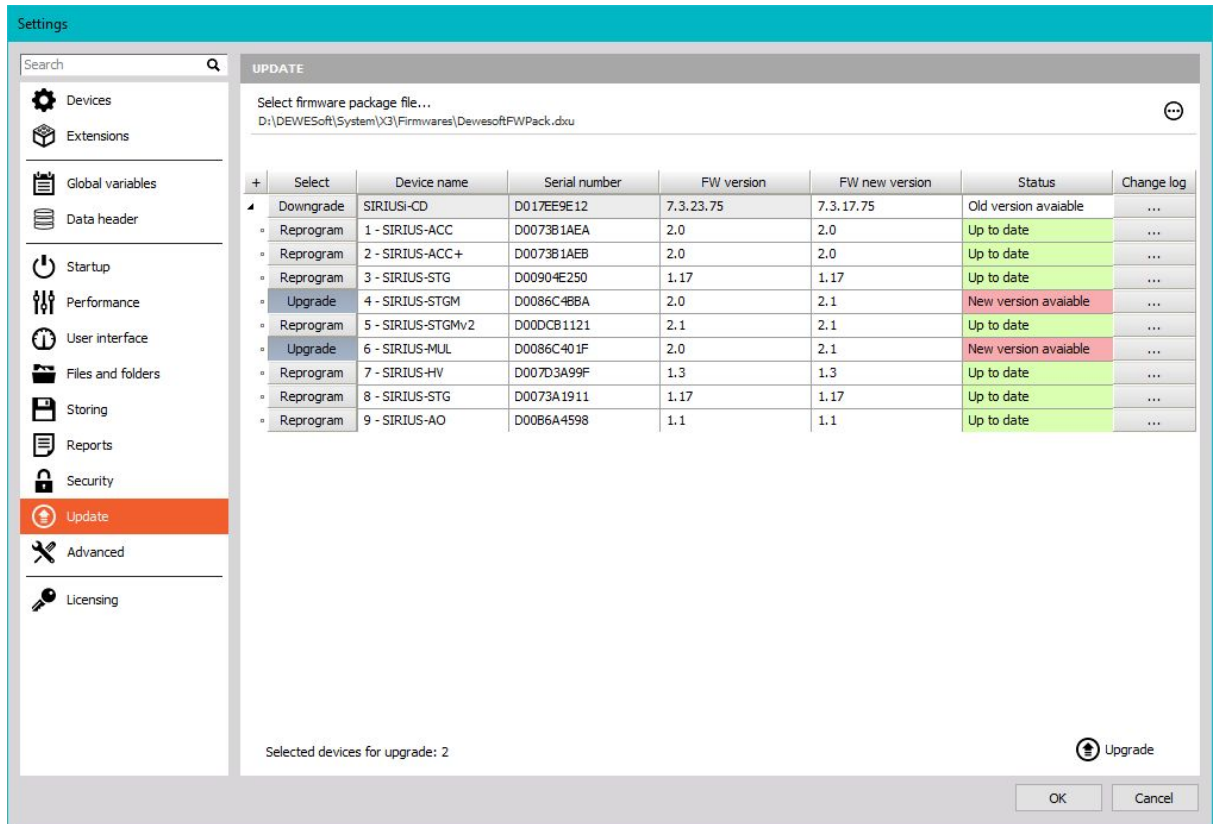 Settings
Search
Devices
Extensions
Global variables
Data header
Startup
Performance
User interface
Files and folders
Storing
Reports
Security
Update
Advanced
Licensing
UPDATE
Select firmware package file...
D:\DEWESoft\System\X3\Firmwares\DewesoftFWPack.dxu
+ Select Device name Serial number FW version FW new version Status Change log
Downgrade SIRIUSi-CD D017EE9E12 7.3.23.75 7.3.17.75 Old version avaiable ...
Reprogram 1 - SIRIUS-ACC D0073B1AEA 2.0 2.0 Up to date ...
Reprogram 2 - SIRIUS-ACC+ D0073B1AEB 2.0 2.0 Up to date ...
Reprogram 3 - SIRIUS-STG D00904E250 1.17 1.17 Up to date ...
Upgrade 4 - SIRIUS-STGM D0086C4BBA 2.0 2.1 New version avaiable ...
Reprogram 5 - SIRIUS-STGMv2 D00DCB1121 2.1 2.1 Up to date ...
Upgrade 6 - SIRIUS-MUL D0086C401F 2.0 2.1 New version avaiable ...
Reprogram 7 - SIRIUS-HV D007D3A99F 1.3 1.3 Up to date ...
Reprogram 8 - SIRIUS-STG D0073A1911 1.17 1.17 Up to date ...
Reprogram 9 - SIRIUS-AO D00B6A4598 1.1 1.1 Up to date ...
Selected devices for upgrade: 2
Upgrade
OK Cancel